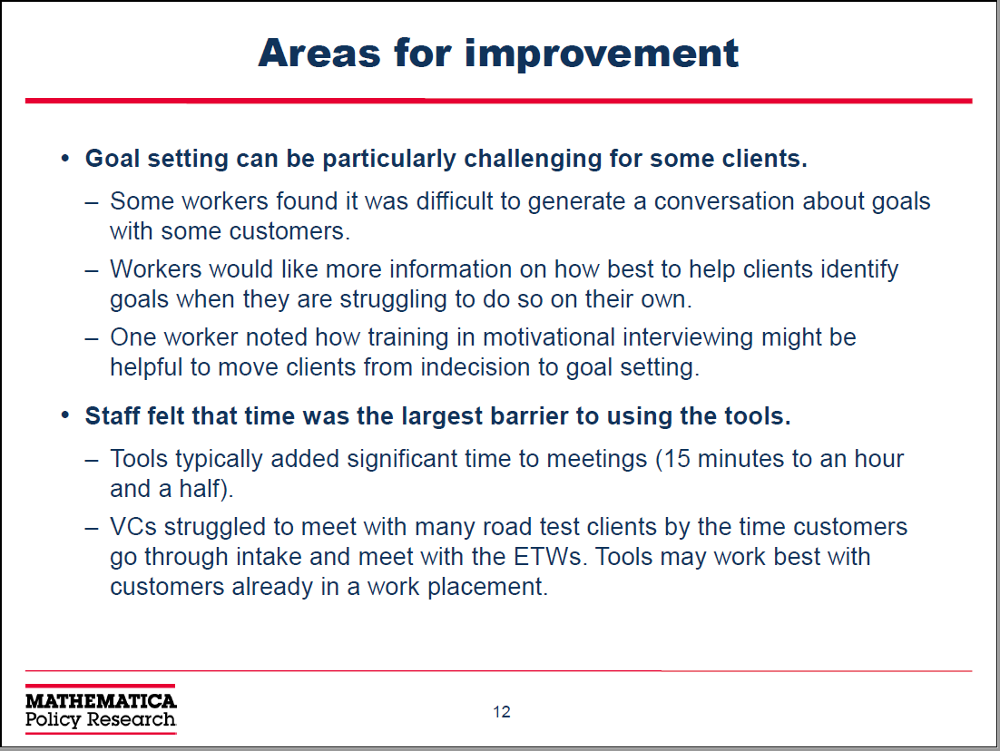 Areas for improvement
• Goal setting can be particularly challenging for some clients.
– Some workers found it was difficult to generate a conversation about goals
with some customers.
– Workers would like more information on how best to help clients identify
goals when they are struggling to do so on their own.
– One worker noted how training in motivational interviewing might be
helpful to move clients from indecision to goal setting.
• Staff felt that time was the largest barrier to using the tools.
– Tools typically added significant time to meetings (15 minutes to an hour
and a half).
– VCs struggled to meet with many road test clients by the time customers
go through intake and meet with the ETWs. Tools may work best with
customers already in a work placement.
MATHEMATICA
Policy Research
12